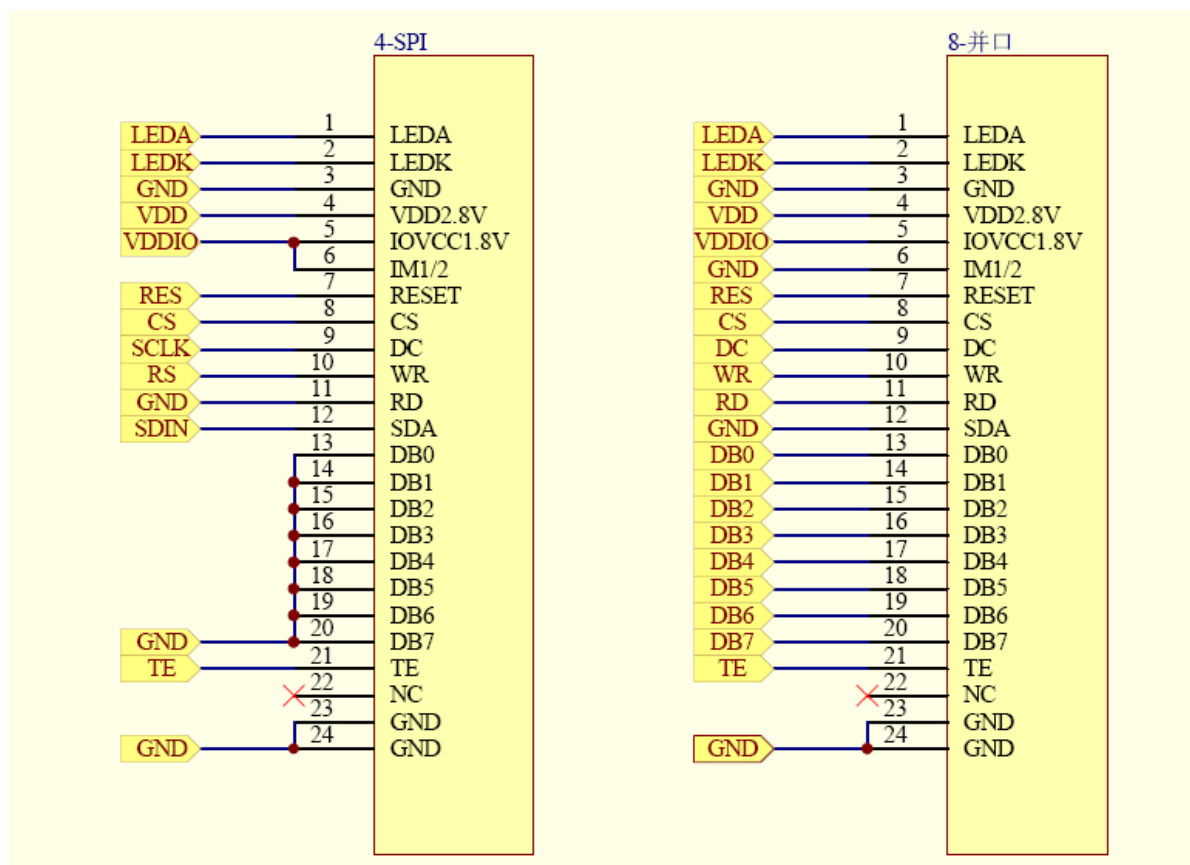 4-SPI
LEDA 1 LEDA
LEDK 2 LEDK
GND 3 GND
VDD 4 VDD2.8V
VDDIO 5 IOVCC1.8V
6 IM1/2
RES 7 RESET
CS 8 CS
SCLK 9 DC
RS 10 WR
GND 11 RD
SDIN 12 SDA
13 DB0
14 DB1
15 DB2
16 DB3
17 DB4
18 DB5
19 DB6
GND 20 DB7
TE 21 TE
22 NC
23 GND
GND 24 GND
8-并口
LEDA 1 LEDA
LEDK 2 LEDK
GND 3 GND
VDD 4 VDD2.8V
VDDIO 5 IOVCC1.8V
GND 6 IM1/2
RES 7 RESET
CS 8 CS
DC 9 DC
WR 10 WR
RD 11 RD
GND 12 SDA
DB0 13 DB0
DB1 14 DB1
DB2 15 DB2
DB3 16 DB3
DB4 17 DB4
DB5 18 DB5
DB6 19 DB6
DB7 20 DB7
TE 21 TE
22 NC
23 GND
GND 24 GND